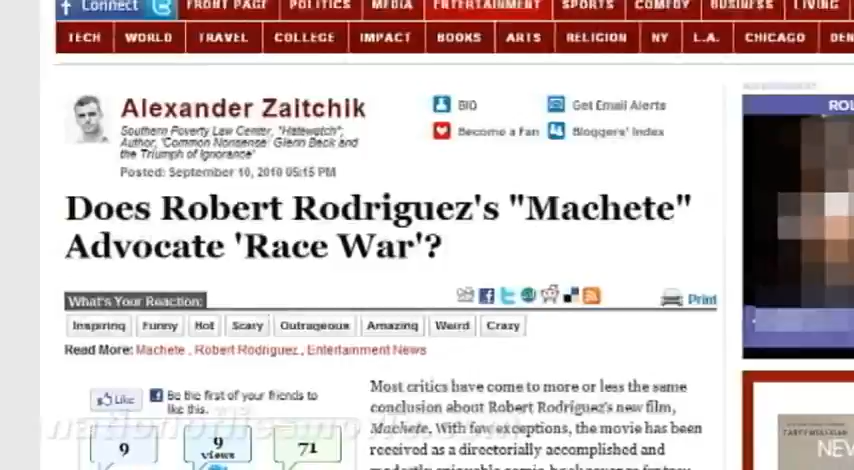 Connect FRONT PAGE POLITICS MEDIA ENTERTAINMENT SPORTS COMEDY BUSINESS LIVING
TECH WORLD TRAVEL COLLEGE IMPACT BOOKS ARTS RELIGION NY L.A. CHICAGO DEN
Alexander Zaitchik
Southern Poverty Law Center, "Hatewatch";
Author, 'Common Nonsense: Glenn Beck and
the Triumph of Ignorance'
Posted: September 10, 2010 05:15 PM
BIO Get Email Alerts
Become a Fan Bloggers' Index
ADVERTISEMENT
ROL
Does Robert Rodriguez's "Machete"
Advocate 'Race War'?
What's Your Reaction:
Print
Inspiring Funny Hot Scary Outrageous Amazing Weird Crazy
Read More: Machete , Robert Rodriguez , Entertainment News
Like Be the first of your friends to
like this.
9 9 71
views
Most critics have come to more or less the same
conclusion about Robert Rodriguez's new film,
Machete. With few exceptions, the movie has been
received as a directorially accomplished and
NEV